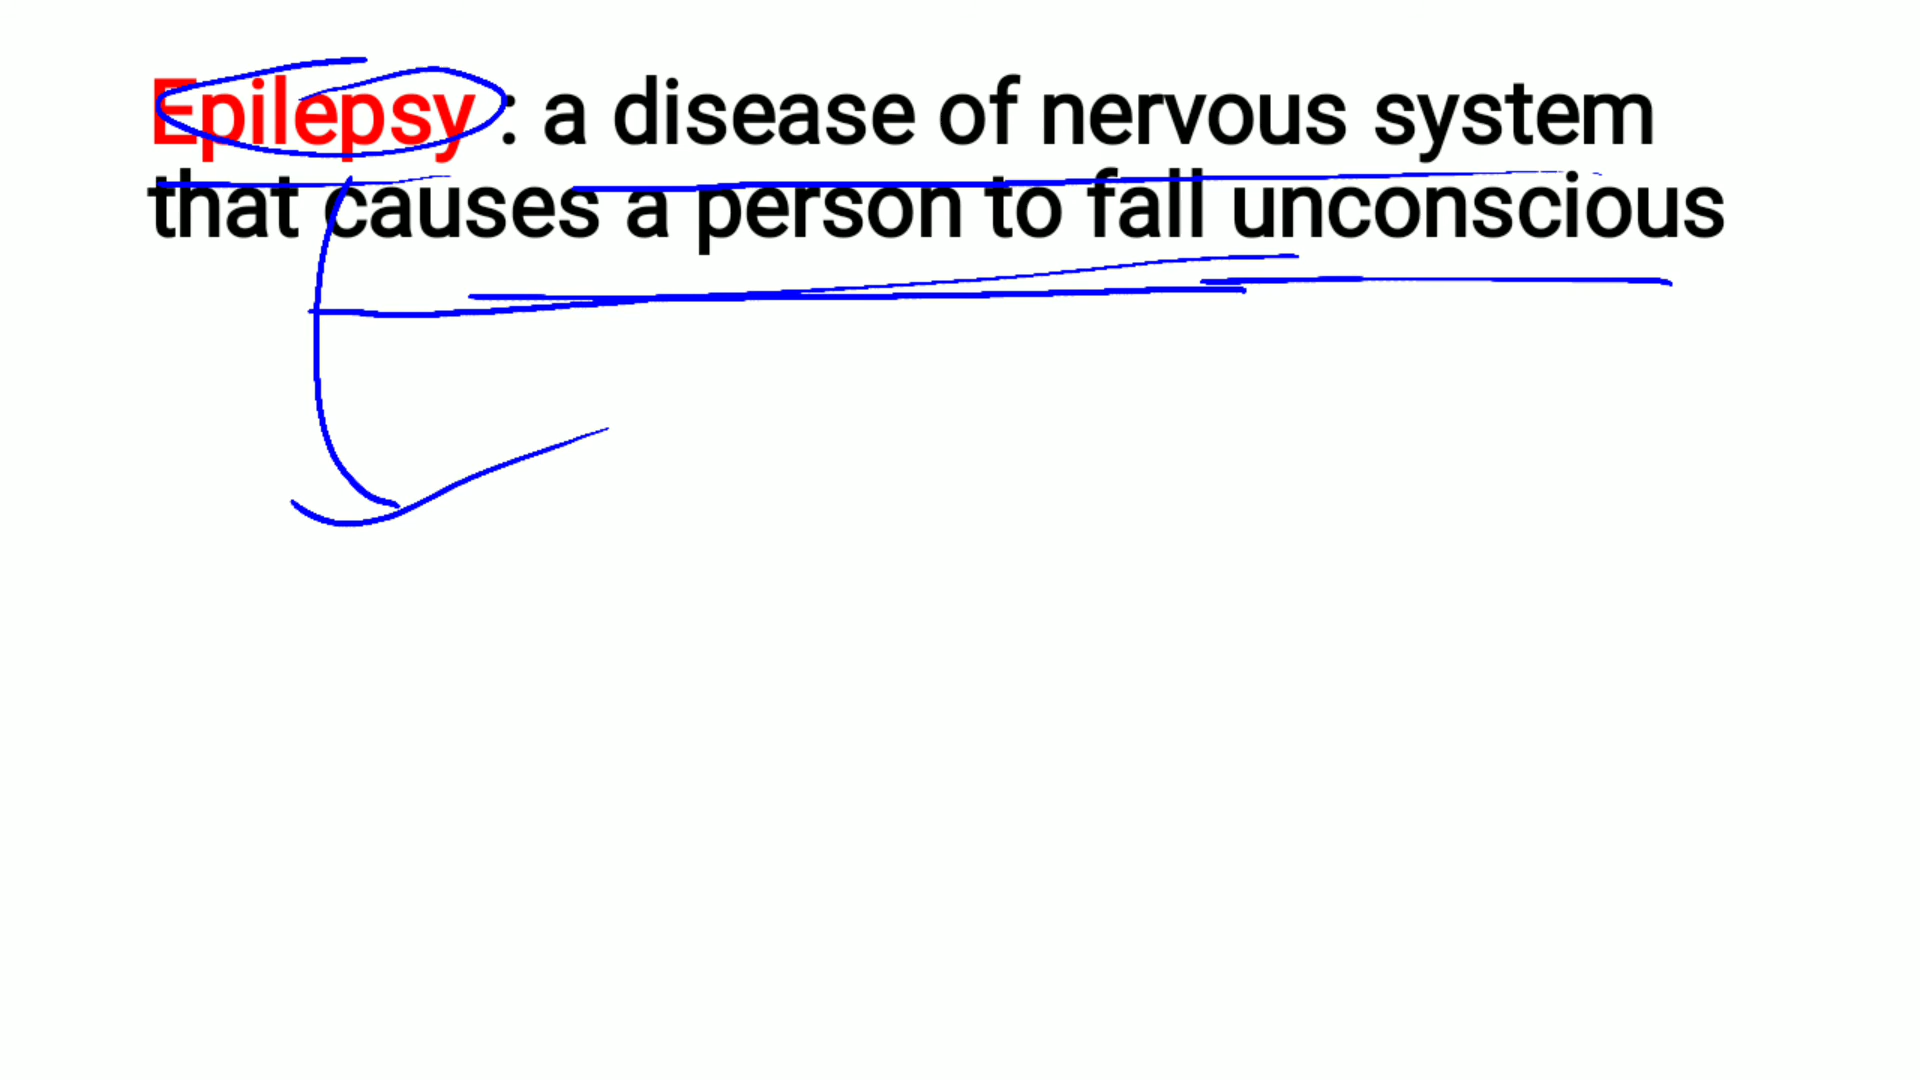 Epilepsy : a disease of nervous system
that causes a person to fall unconscious